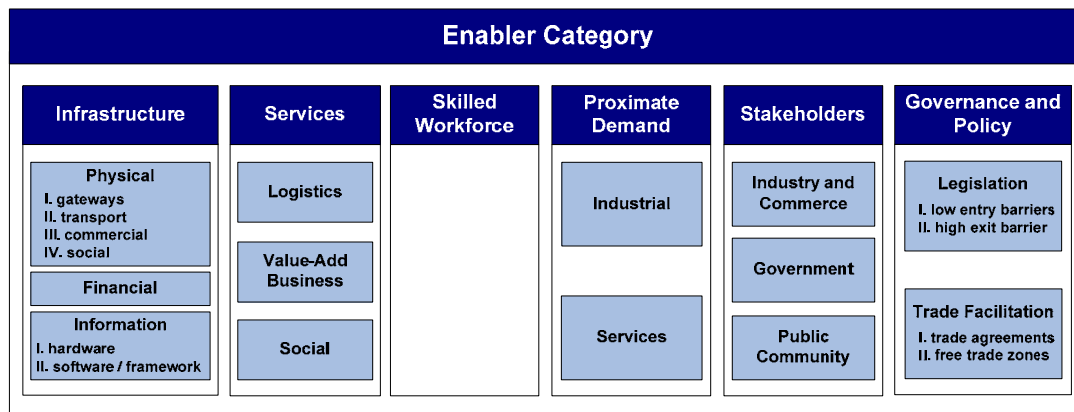 Enabler Category
Infrastructure
Physical
I. gateways
II. transport
III. commercial
IV. social
Financial
Information
I. hardware
II. software / framework
Services
Logistics
Value-Add
Business
Social
Skilled
Workforce
Proximate
Demand
Industrial
Services
Stakeholders
Industry and
Commerce
Government
Public
Community
Governance and
Policy
Legislation
I. low entry barriers
II. high exit barrier
Trade Facilitation
I. trade agreements
II. free trade zones